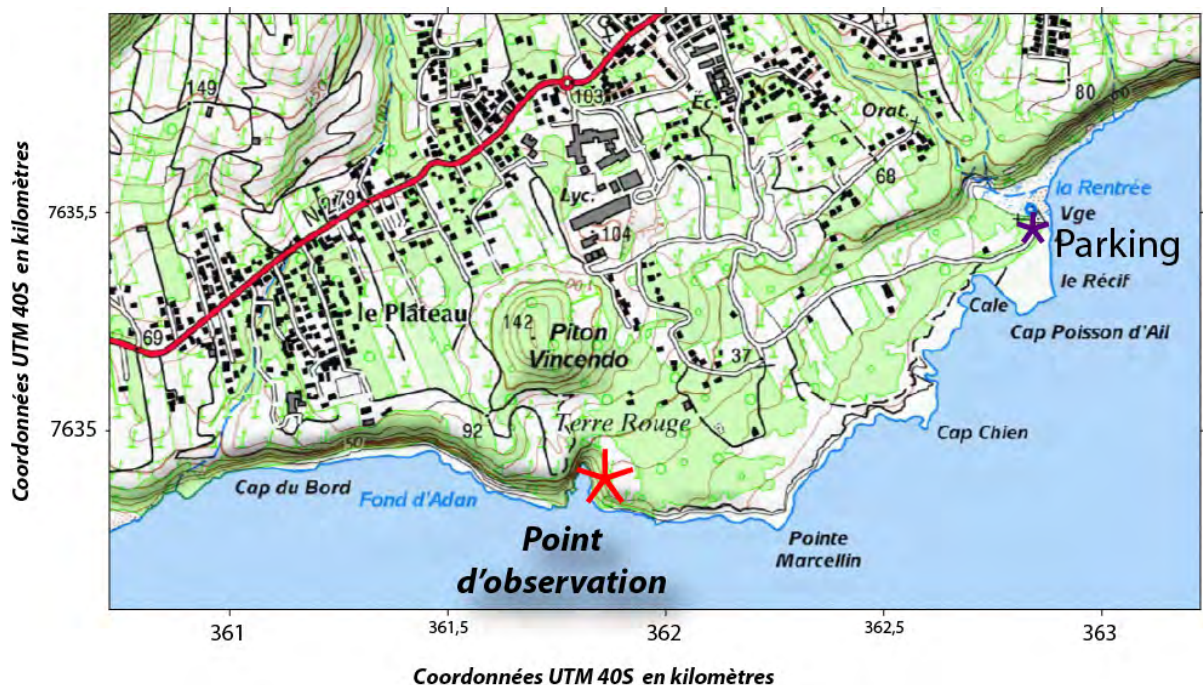 Coordonnées UTM 40S en kilomètres
7635,5
7635
149
103
Éc.
Orat.
80
60
79
Lyc.
68
104
la Rentrée
Vge
Parking
le Récif
69
le Plateau
142
Piton
Vincendo
37
Cale
Cap Poisson d'Ail
92
Terre Rouge
Cap Chien
50
Cap du Bord
Fond d'Adan
Point
d'observation
Pointe
Marcellin
361
361,5
362
362,5
363
Coordonnées UTM 40S en kilomètres